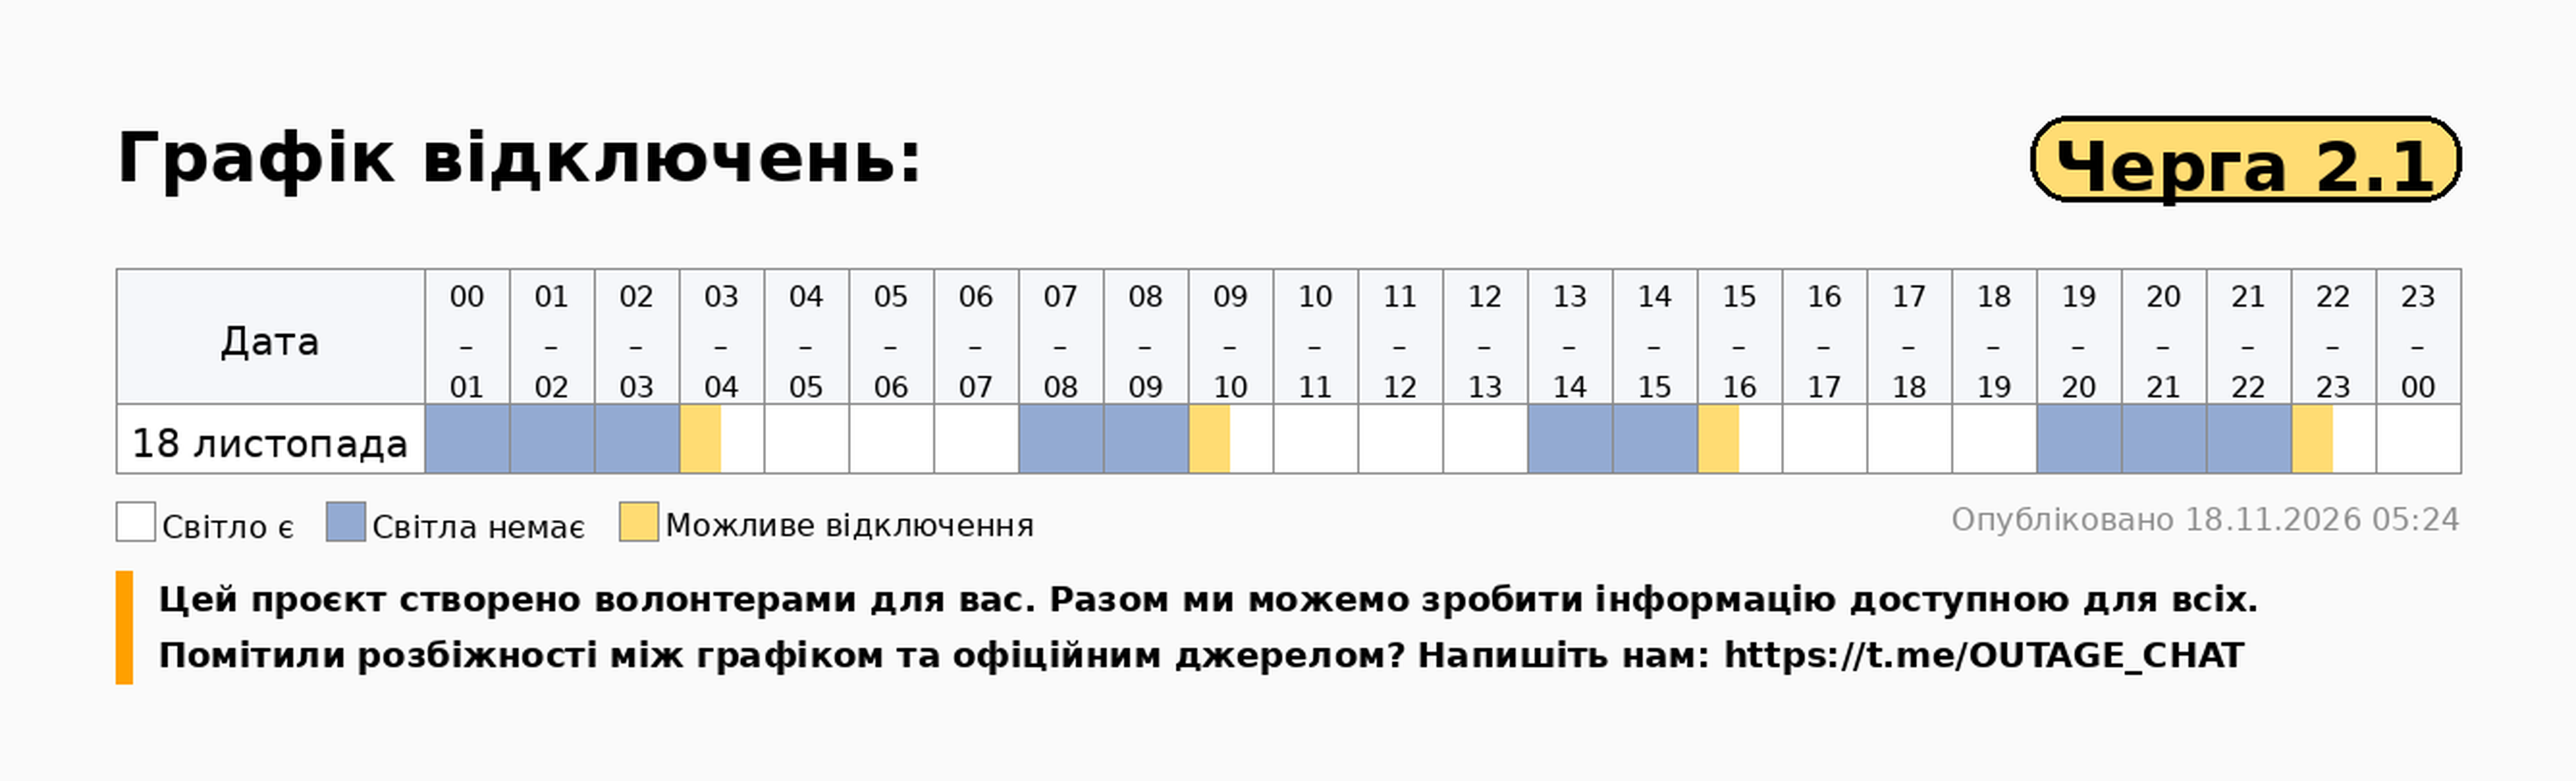 Графік відключень:
Черга 2.1
Дата
00 – 01
01 – 02
02 – 03
03 – 04
04 – 05
05 – 06
06 – 07
07 – 08
08 – 09
09 – 10
10 – 11
11 – 12
12 – 13
13 – 14
14 – 15
15 – 16
16 – 17
17 – 18
18 – 19
19 – 20
20 – 21
21 – 22
22 – 23
23 – 00
18 листопада
Світло є
Світла немає
Можливе відключення
Опубліковано 18.11.2026 05:24
Цей проєкт створено волонтерами для вас. Разом ми можемо зробити інформацію доступною для всіх.
Помітили розбіжності між графіком та офіційним джерелом? Напишіть нам: https://t.me/OUTAGE_CHAT